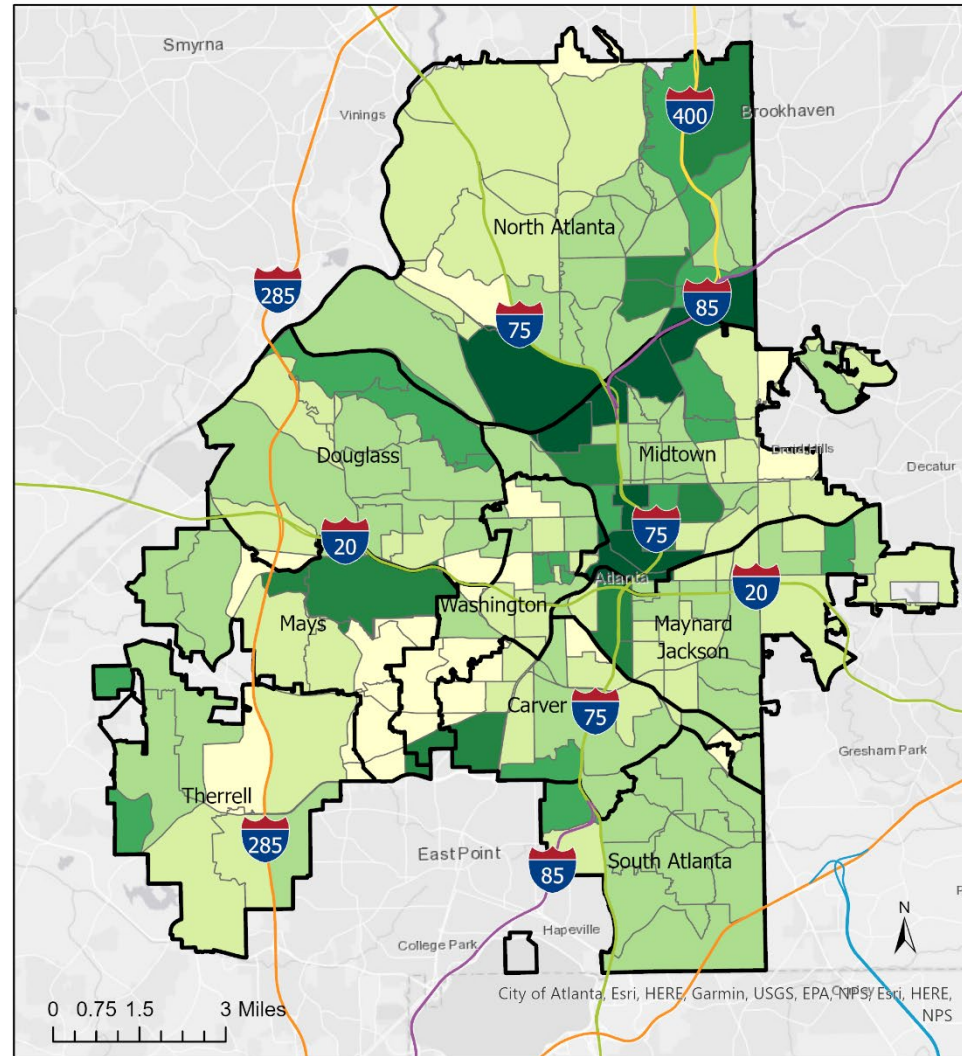 Smyrna
Vinings
400
Brookhaven
North Atlanta
285
85
75
Douglass
Midtown
Druid Hills
Decatur
20
75
Atlanta
20
Washington
Mays
Maynard
Jackson
Carver
75
Gresham Park
Therrell
285
East Point
85
South Atlanta
N
Hapeville
College Park
City of Atlanta, Esri, HERE, Garmin, USGS, EPA, NPS, Esri, HERE,
NPS
0 0.75 1.5 3 Miles